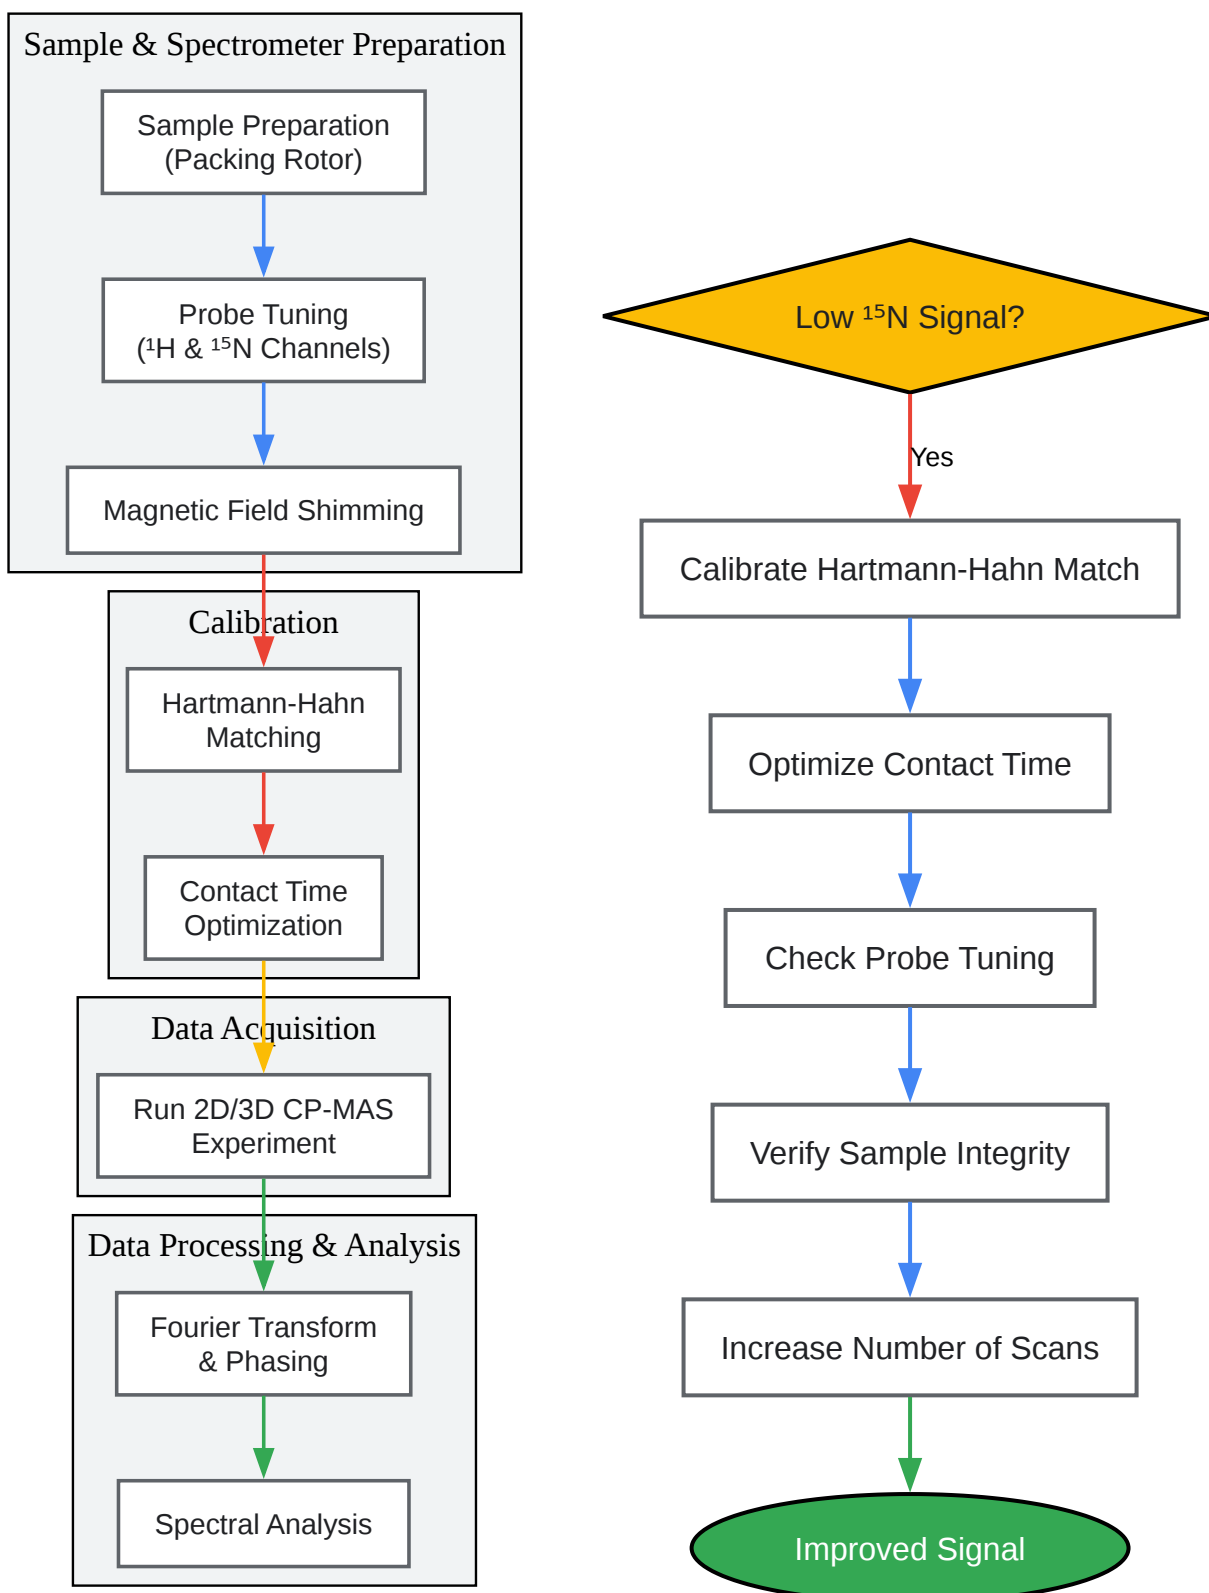 Sample & Spectrometer Preparation
Sample Preparation
(Packing Rotor)
Probe Tuning
(¹H & ¹⁵N Channels)
Magnetic Field Shimming
Calibration
Hartmann-Hahn
Matching
Contact Time
Optimization
Data Acquisition
Run 2D/3D CP-MAS
Experiment
Data Processing & Analysis
Fourier Transform
& Phasing
Spectral Analysis
Low ¹⁵N Signal?
Yes
Calibrate Hartmann-Hahn Match
Optimize Contact Time
Check Probe Tuning
Verify Sample Integrity
Increase Number of Scans
Improved Signal